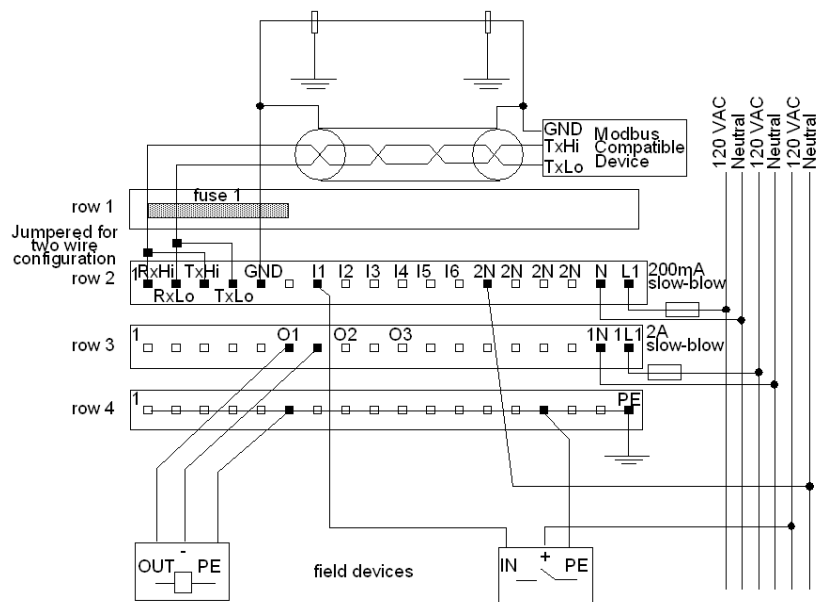 GND
TxHi
TxLo
Modbus
Compatible
Device
120 VAC
Neutral
120 VAC
Neutral
120 VAC
Neutral
row 1
fuse 1
Jumpered for
two wire
configuration
row 2
1
RxHi
TxHi
GND
I1
I2
I3
I4
I5
I6
2N
2N
2N
2N
N
L1
RxLo
TxLo
200mA
slow-blow
row 3
1
O1
O2
O3
1N
1L1
2A
slow-blow
row 4
1
PE
OUT
-
PE
field devices
IN
+
PE